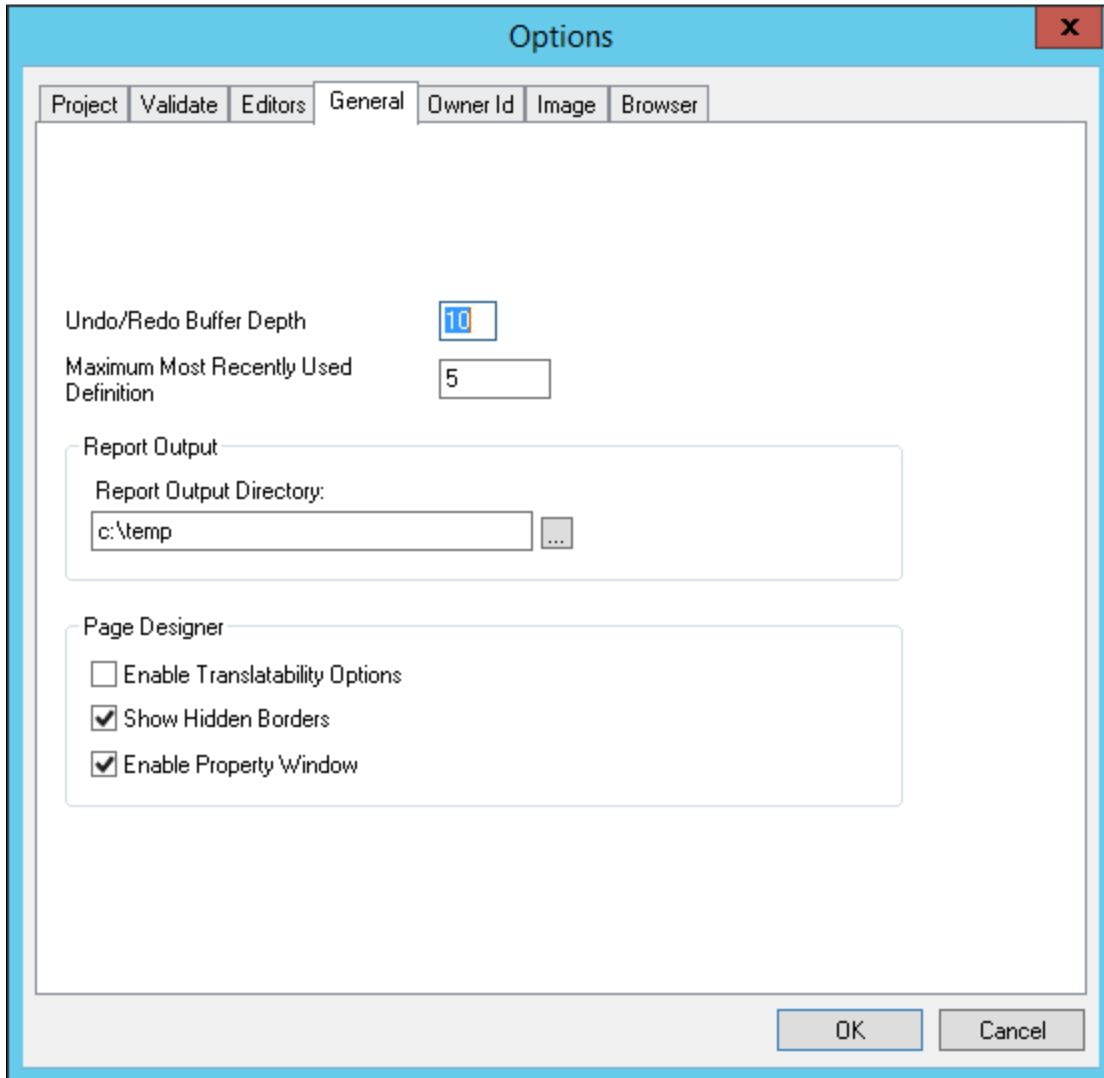 Options
x
Project Validate Editors General Owner Id Image Browser
Undo/Redo Buffer Depth 10
Maximum Most Recently Used
Definition 5
Report Output
Report Output Directory:
c:\temp ...
Page Designer
Enable Translatability Options
Show Hidden Borders
Enable Property Window
OK Cancel